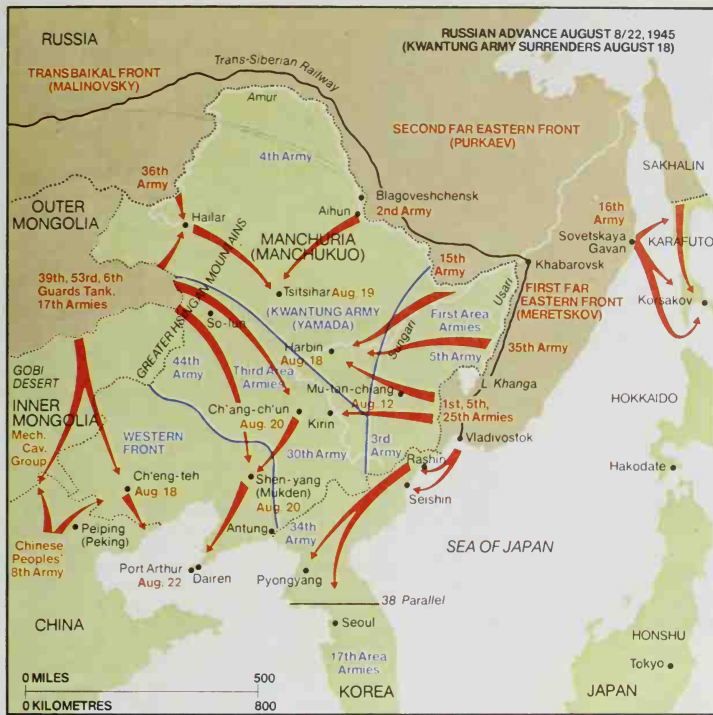 RUSSIAN ADVANCE AUGUST 8/22, 1945
(KWANTUNG ARMY SURRENDERS AUGUST 18)
RUSSIA
TRANSBAIKAL FRONT
(MALINOVSKY)
Trans-Siberian Railway
Amur
SECOND FAR EASTERN FRONT
(PURKAEV)
SAKHALIN
4th Army
36th
Army
Blagoveshchensk
Aihun
2nd Army
16th
Army
Sovetskaya
Gavan
KARAFUTO
OUTER
MONGOLIA
Hailar
MANCHURIA
(MANCHUKUO)
15th
Army
Khabarovsk
39th, 53rd, 6th
Guards Tank,
17th Armies
GREATER HSINGAN MOUNTAINS
Tsitsihar Aug. 19
Ussuri
FIRST FAR
EASTERN FRONT
(MERETSKOV)
Korsakov
So-lun
(KWANTUNG ARMY
(YAMADA)
Sungari
First Area
Armies
5th Army
35th Army
Harbin
Aug. 18
44th
Army
Third Area
Armies
GOBI
DESERT
Mu-tan-chiang
Aug. 12
L Khanga
HOKKAIDO
INNER
MONGOLIA
Ch'ang-ch'un
Aug. 20
Kirin
1st, 5th,
25th Armies
Mech.
Cav.
Group
WESTERN
FRONT
3rd
Army
Vladivostok
30th Army
Rashin
Hakodate
Ch'eng-teh
Aug. 18
Shen-yang
(Mukden)
Aug. 20
Seishin
34th
Army
Antung
Peiping
(Peking)
Chinese
Peoples'
8th Army
SEA OF JAPAN
Port Arthur
Aug. 22
Dairen
Pyongyang
38 Parallel
CHINA
Seoul
HONSHU
17th Area
Armies
Tokyo
0 MILES 500
0 KILOMETRES 800
KOREA
JAPAN